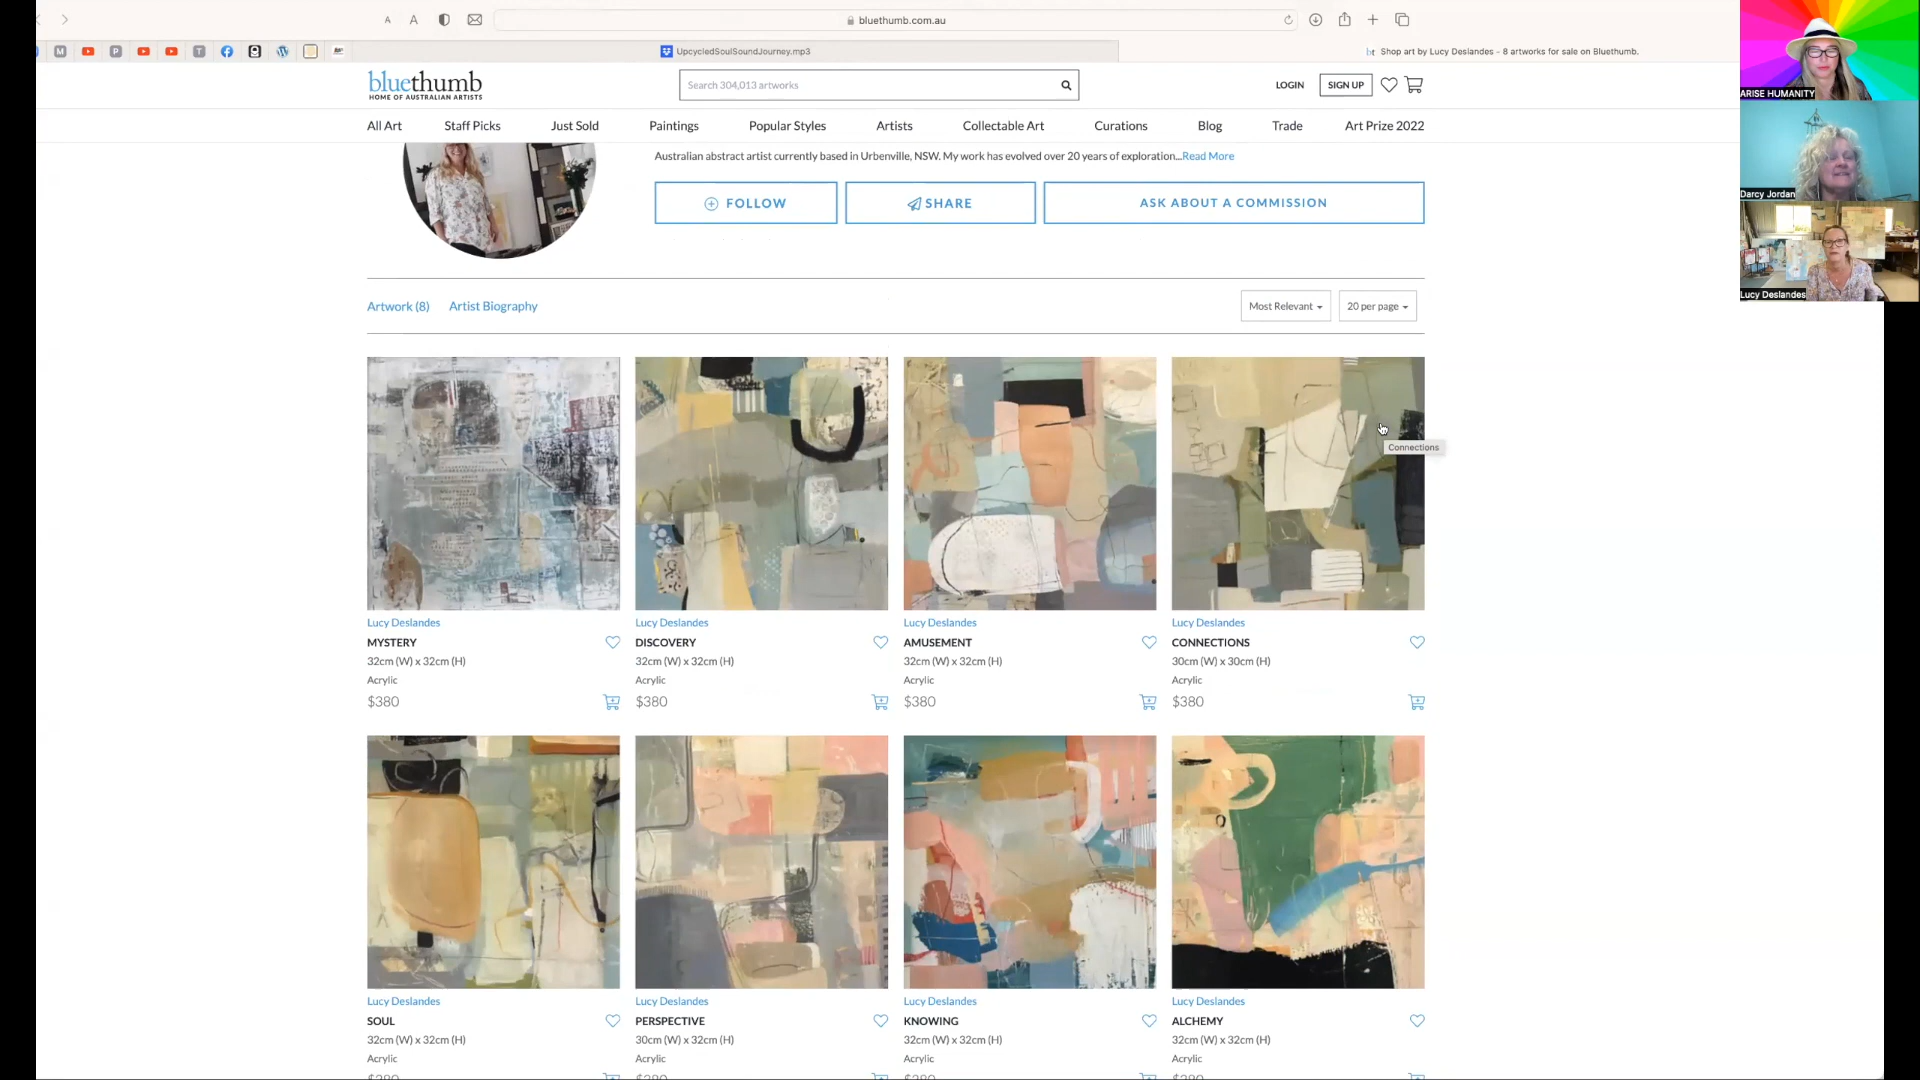 A A bluethumb.com.au
M P T
UpcycledSoulSoundJourney.mp3
bt Shop art by Lucy Deslandes - 8 artworks for sale on Bluethumb.
ARISE HUMANITY
Darcy Jordan
Lucy Deslandes
bluethumb
HOME OF AUSTRALIAN ARTISTS
Search 304,013 artworks
LOGIN
SIGN UP
All Art Staff Picks Just Sold Paintings Popular Styles Artists Collectable Art Curations Blog Trade Art Prize 2022
Australian abstract artist currently based in Urbenville, NSW. My work has evolved over 20 years of exploration...Read More
FOLLOW SHARE ASK ABOUT A COMMISSION
Artwork (8) Artist Biography Most Relevant 20 per page
Connections
Lucy Deslandes Lucy Deslandes Lucy Deslandes Lucy Deslandes
MYSTERY DISCOVERY AMUSEMENT CONNECTIONS
32cm (W) x 32cm (H) 32cm (W) x 32cm (H) 32cm (W) x 32cm (H) 30cm (W) x 30cm (H)
Acrylic Acrylic Acrylic Acrylic
$380 $380 $380 $380
Lucy Deslandes Lucy Deslandes Lucy Deslandes Lucy Deslandes
SOUL PERSPECTIVE KNOWING ALCHEMY
32cm (W) x 32cm (H) 30cm (W) x 32cm (H) 32cm (W) x 32cm (H) 32cm (W) x 32cm (H)
Acrylic Acrylic Acrylic Acrylic
$380 $380 $380 $380